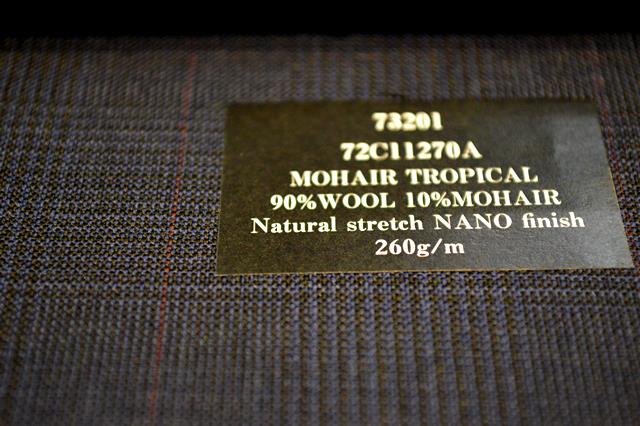 73201
72C11270A
MOHAIR TROPICAL
90%WOOL 10%MOHAIR
Natural stretch NANO finish
260g/m